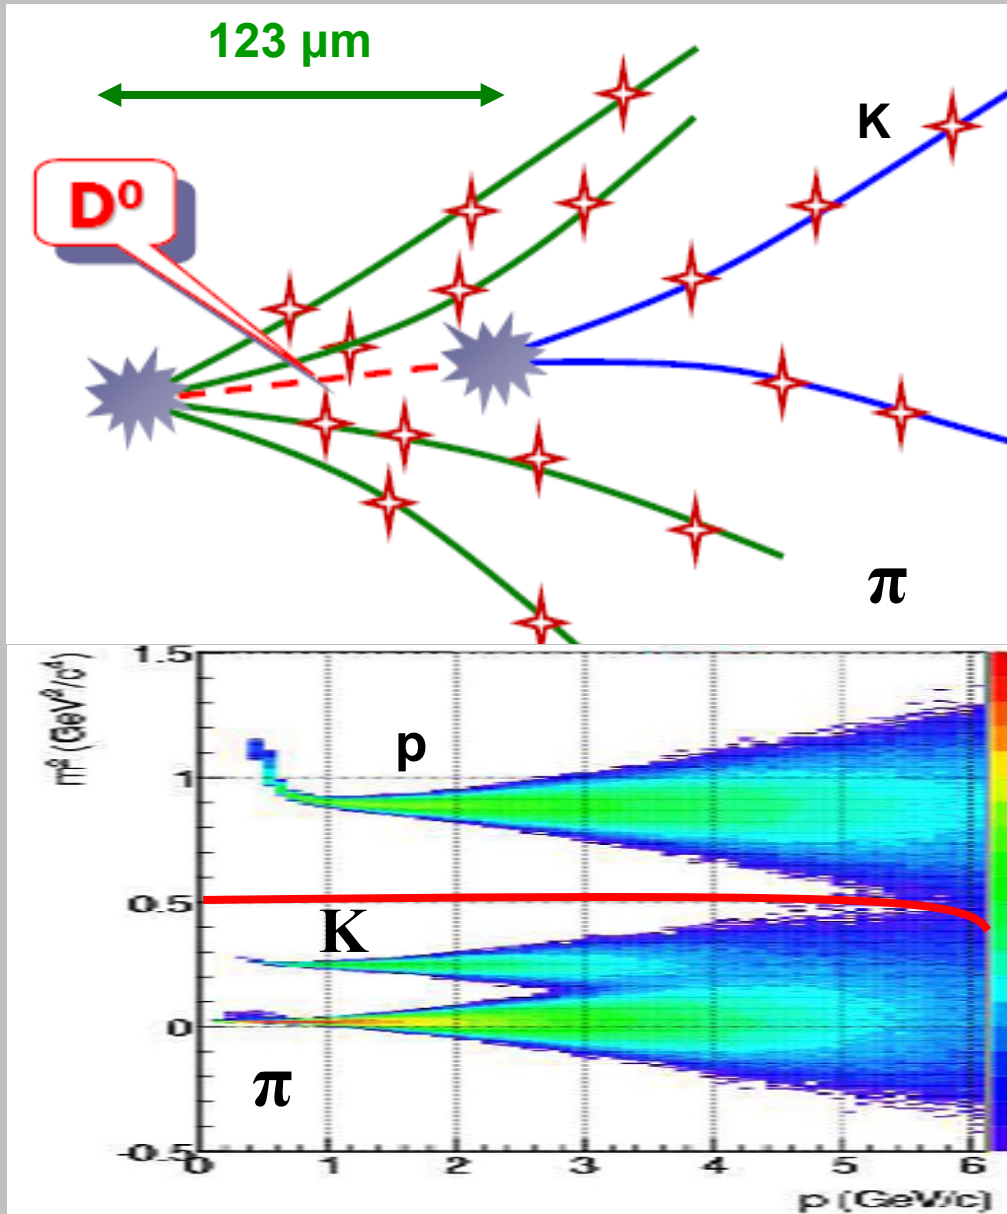 123 µm
K
D⁰
π
m² (GeV²/c⁴)
1.5
p
1
0.5
K
0
π
-0.5
0 1 2 3 4 5 6
p (GeV/c)